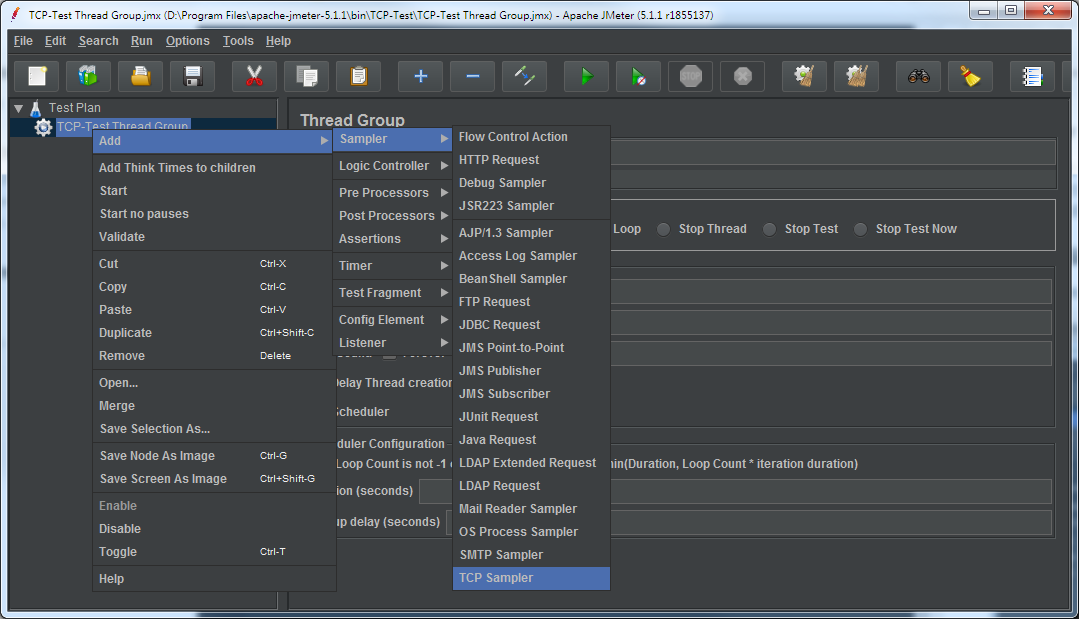 TCP-Test Thread Group.jmx (D:\Program Files\apache-jmeter-5.1.1\bin\TCP-Test\TCP-Test Thread Group.jmx) - Apache JMeter (5.1.1 r1855137)
File Edit Search Run Options Tools Help
STOP
Test Plan
TCP-Test Thread Group
Add
Add Think Times to children
Start
Start no pauses
Validate
Cut Ctrl-X
Copy Ctrl-C
Paste Ctrl-V
Duplicate Ctrl+Shift-C
Remove Delete
Open...
Merge
Save Selection As...
Save Node As Image Ctrl-G
Save Screen As Image Ctrl+Shift-G
Enable
Disable
Toggle Ctrl-T
Help
Sampler
Logic Controller
Pre Processors
Post Processors
Assertions
Timer
Test Fragment
Config Element
Listener
Flow Control Action
HTTP Request
Debug Sampler
JSR223 Sampler
AJP/1.3 Sampler
Access Log Sampler
BeanShell Sampler
FTP Request
JDBC Request
JMS Point-to-Point
JMS Publisher
JMS Subscriber
JUnit Request
Java Request
LDAP Extended Request
LDAP Request
Mail Reader Sampler
OS Process Sampler
SMTP Sampler
TCP Sampler
Thread Group
Loop Stop Thread Stop Test Stop Test Now
Delay Thread creation
Scheduler
duler Configuration
Loop Count is not -1 min(Duration, Loop Count * iteration duration)
ion (seconds)
up delay (seconds)